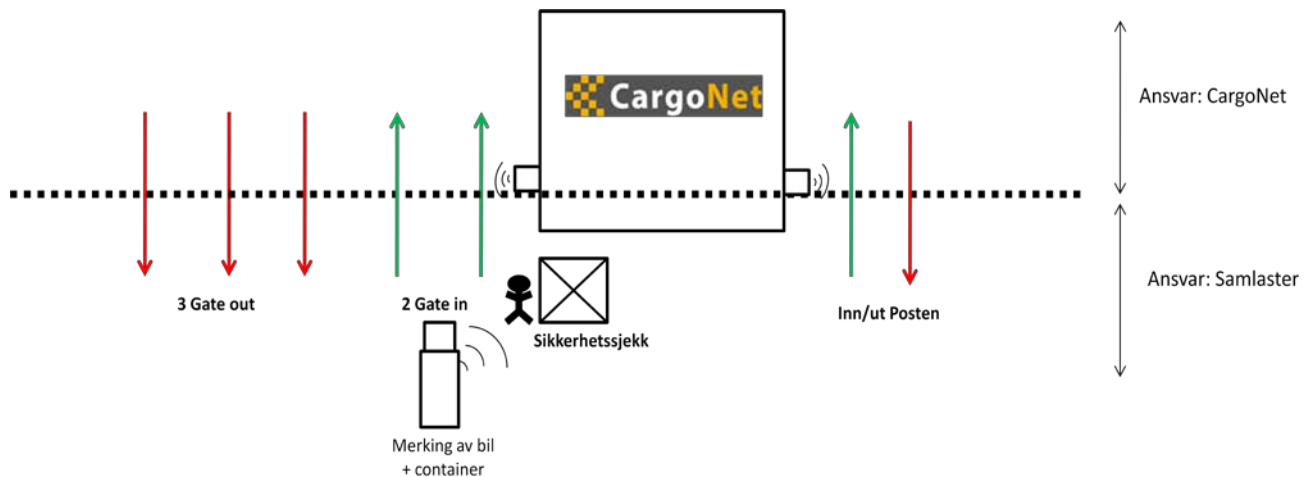 CargoNet
Ansvar: CargoNet
Ansvar: Samlaster
3 Gate out
2 Gate in
Inn/ut Posten
Sikkerhetssjekk
Merking av bil
+ container